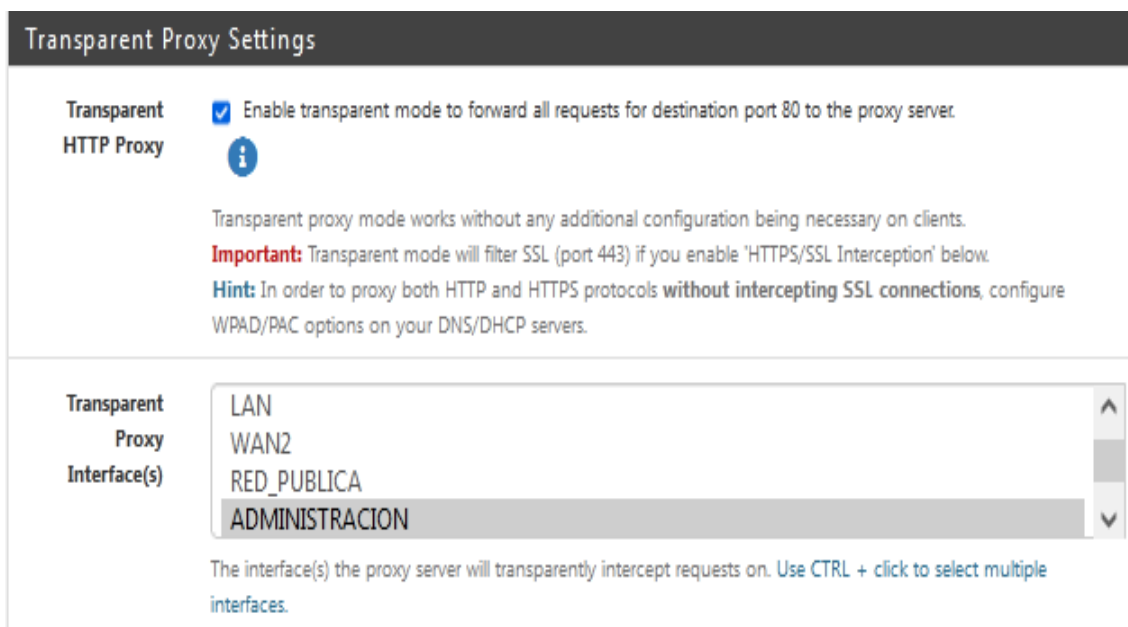 Transparent Proxy Settings
Transparent
HTTP Proxy
Enable transparent mode to forward all requests for destination port 80 to the proxy server.
Transparent proxy mode works without any additional configuration being necessary on clients.
Important: Transparent mode will filter SSL (port 443) if you enable 'HTTPS/SSL Interception' below.
Hint: In order to proxy both HTTP and HTTPS protocols without intercepting SSL connections, configure
WPAD/PAC options on your DNS/DHCP servers.
Transparent
Proxy
Interface(s)
LAN
WAN2
RED_PUBLICA
ADMINISTRACION
The interface(s) the proxy server will transparently intercept requests on. Use CTRL + click to select multiple
interfaces.